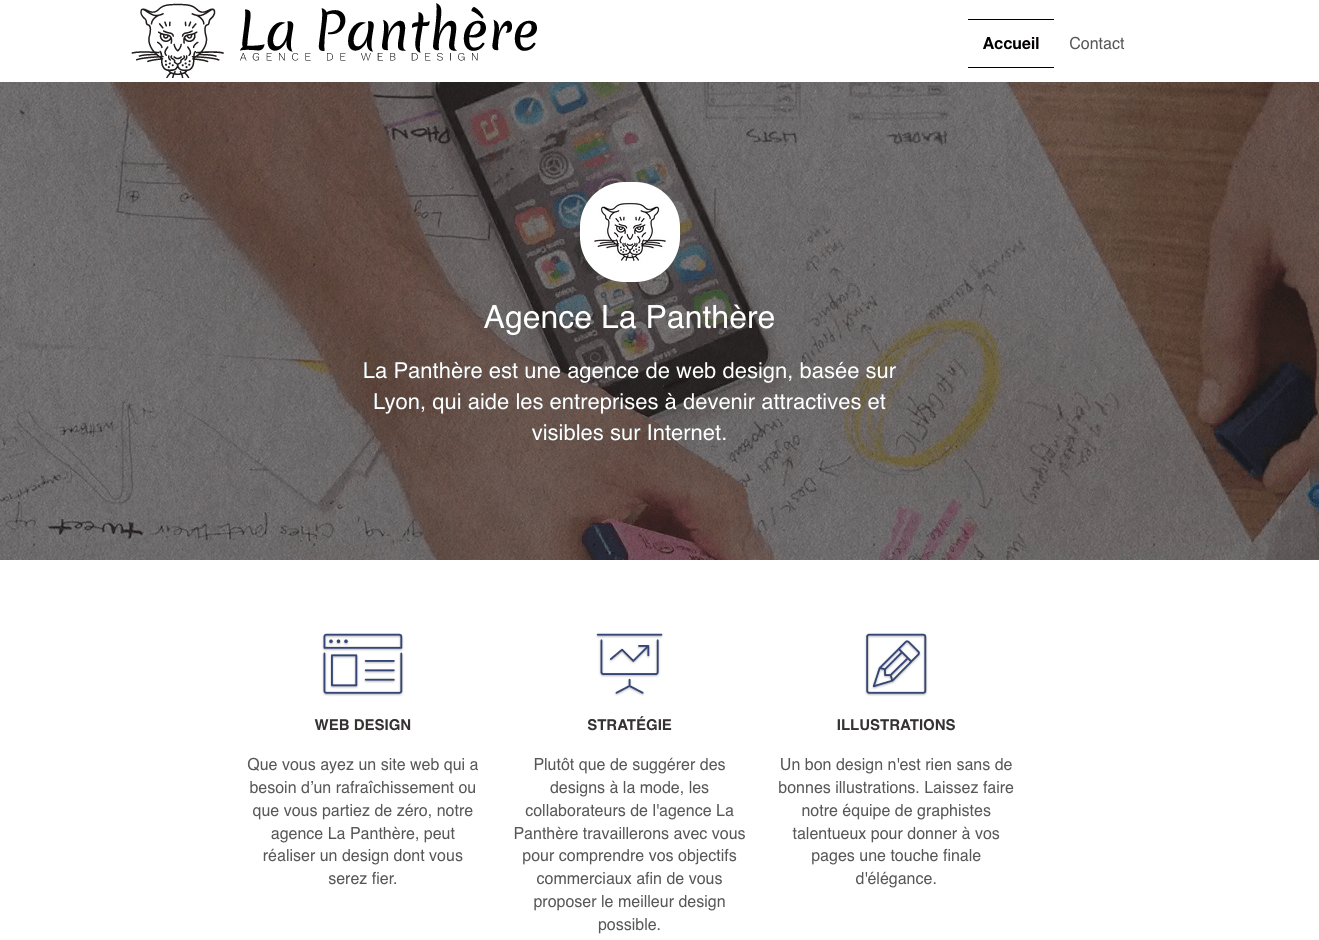 La Panthère
AGENCE DE WEB DESIGN
Accueil
Contact
Agence La Panthère
La Panthère est une agence de web design, basée sur
Lyon, qui aide les entreprises à devenir attractives et
visibles sur Internet.
WEB DESIGN
Que vous ayez un site web qui a
besoin d’un rafraîchissement ou
que vous partiez de zéro, notre
agence La Panthère, peut
réaliser un design dont vous
serez fier.
STRATÉGIE
Plutôt que de suggérer des
designs à la mode, les
collaborateurs de l'agence La
Panthère travaillerons avec vous
pour comprendre vos objectifs
commerciaux afin de vous
proposer le meilleur design
possible.
ILLUSTRATIONS
Un bon design n'est rien sans de
bonnes illustrations. Laissez faire
notre équipe de graphistes
talentueux pour donner à vos
pages une touche finale
d'élégance.
LISTS
HEADER